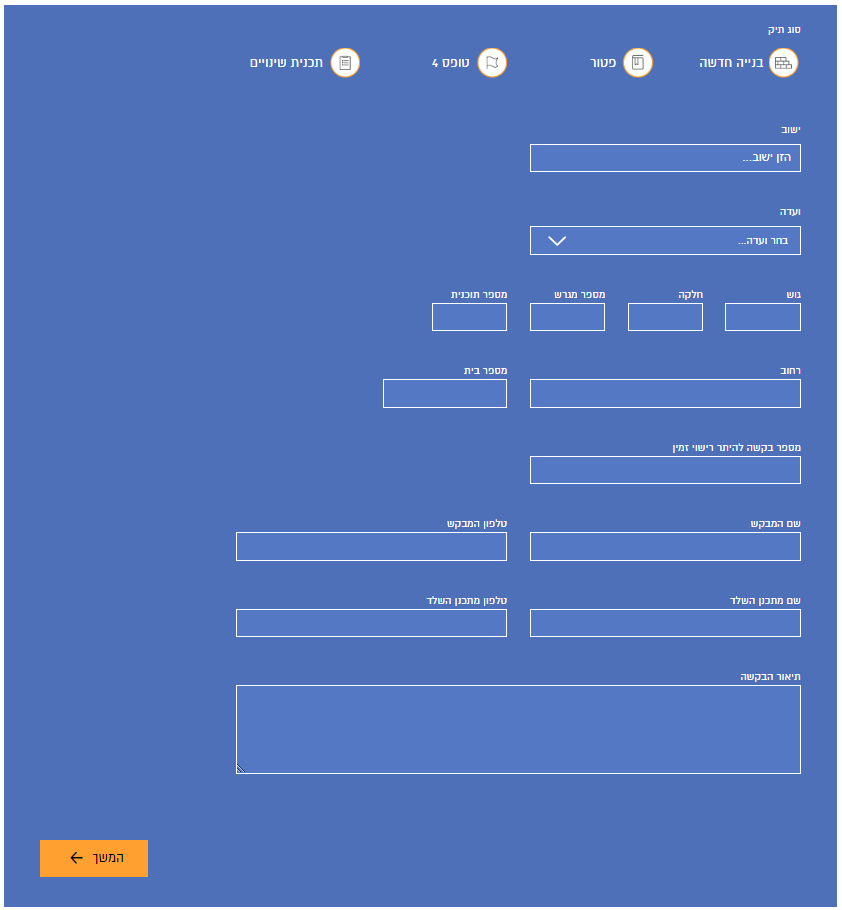 סוג תיק
בנייה חדשה פטור טופס 4 תכנית שינויים
ישוב
הזן ישוב...
ועדה
בחר ועדה...
גוש חלקה מספר מגרש מספר תוכנית
רחוב מספר בית
מספר בקשה להיתר רישוי זמין
שם המבקש טלפון המבקש
שם מתכנן השלד טלפון מתכנן השלד
תיאור הבקשה
המשך